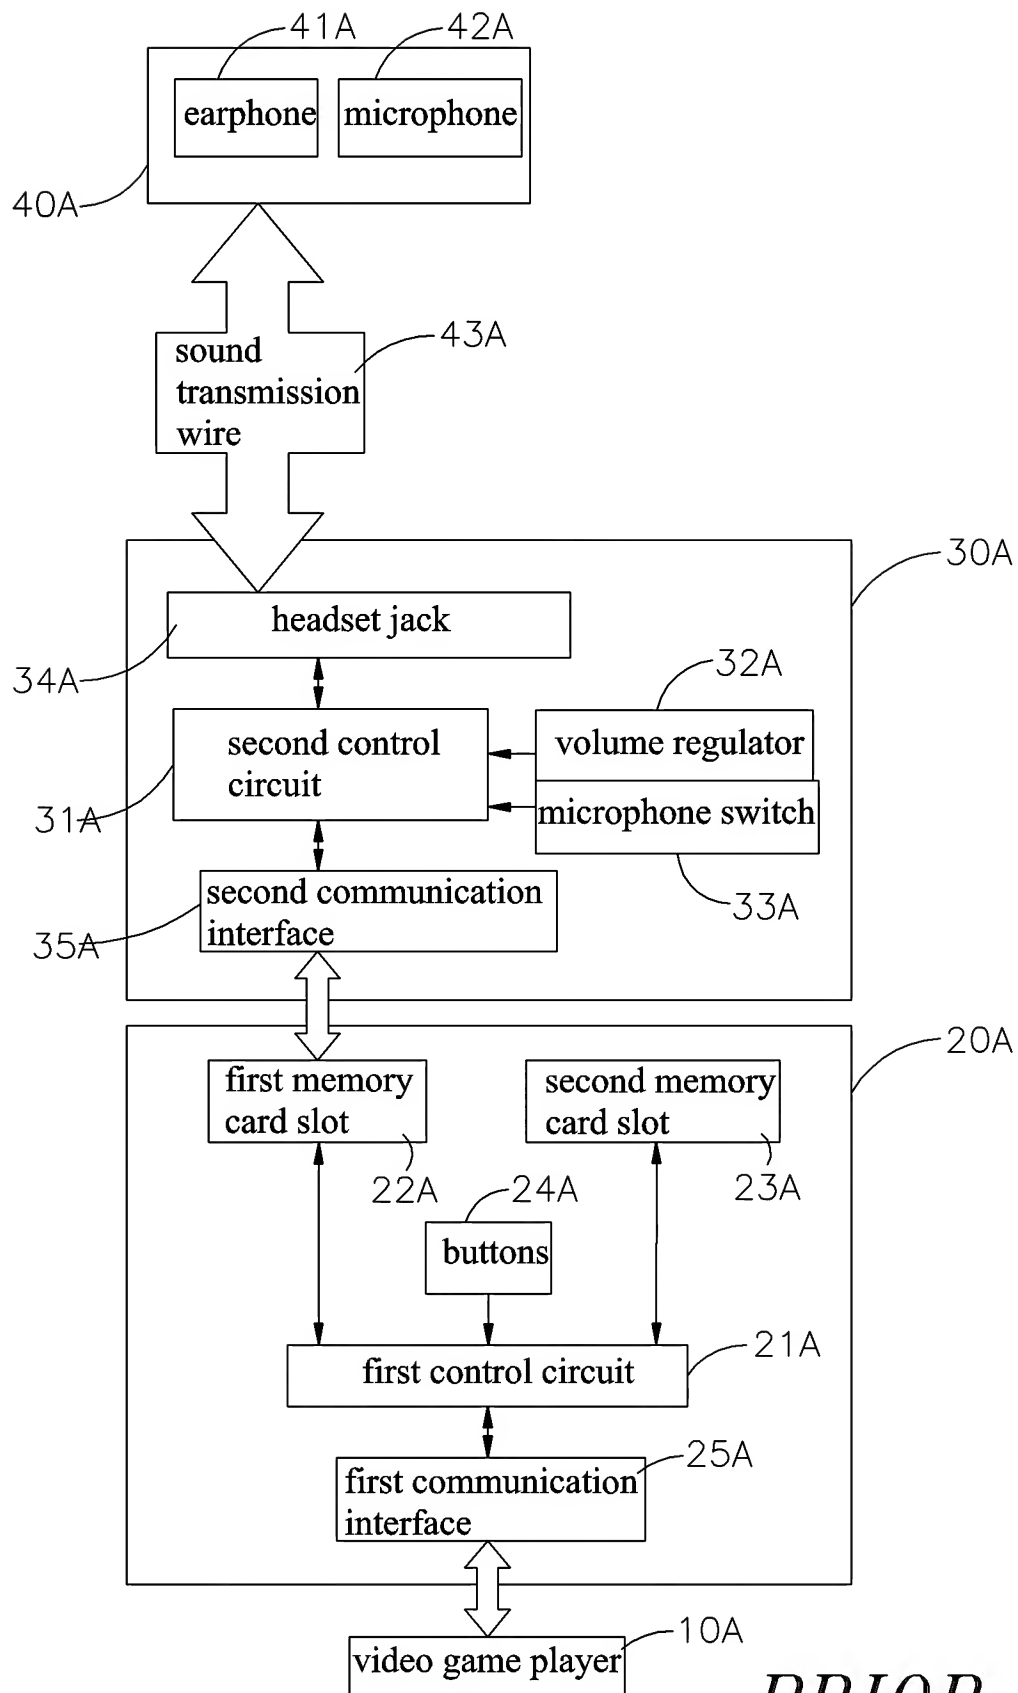 41A
42A
earphone
microphone
40A
43A
sound
transmission
wire
30A
headset jack
34A
32A
second control
circuit
volume regulator
31A
microphone switch
second communication
interface
33A
35A
20A
first memory
card slot
second memory
card slot
22A
24A
23A
buttons
21A
first control circuit
25A
first communication
interface
10A
video game player
PRIOR